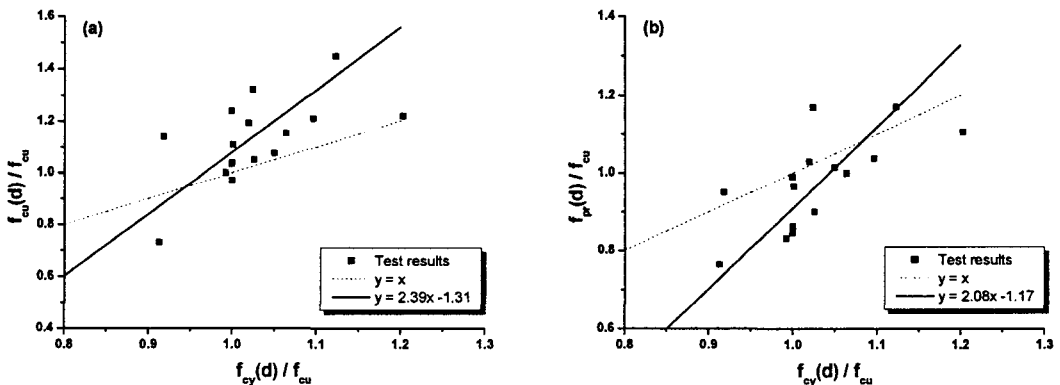 (a)
1.6
1.4
1.2
1.0
0.8
0.6
0.4
f_cu(d) / f_cu
0.8 0.9 1.0 1.1 1.2 1.3
f_cy(d) / f_cu
Test results
y = x
y = 2.39x -1.31
(b)
1.4
1.2
1.0
0.8
0.6
f_pr(d) / f_cu
0.8 0.9 1.0 1.1 1.2 1.3
f_cy(d) / f_cu
Test results
y = x
y = 2.08x -1.17